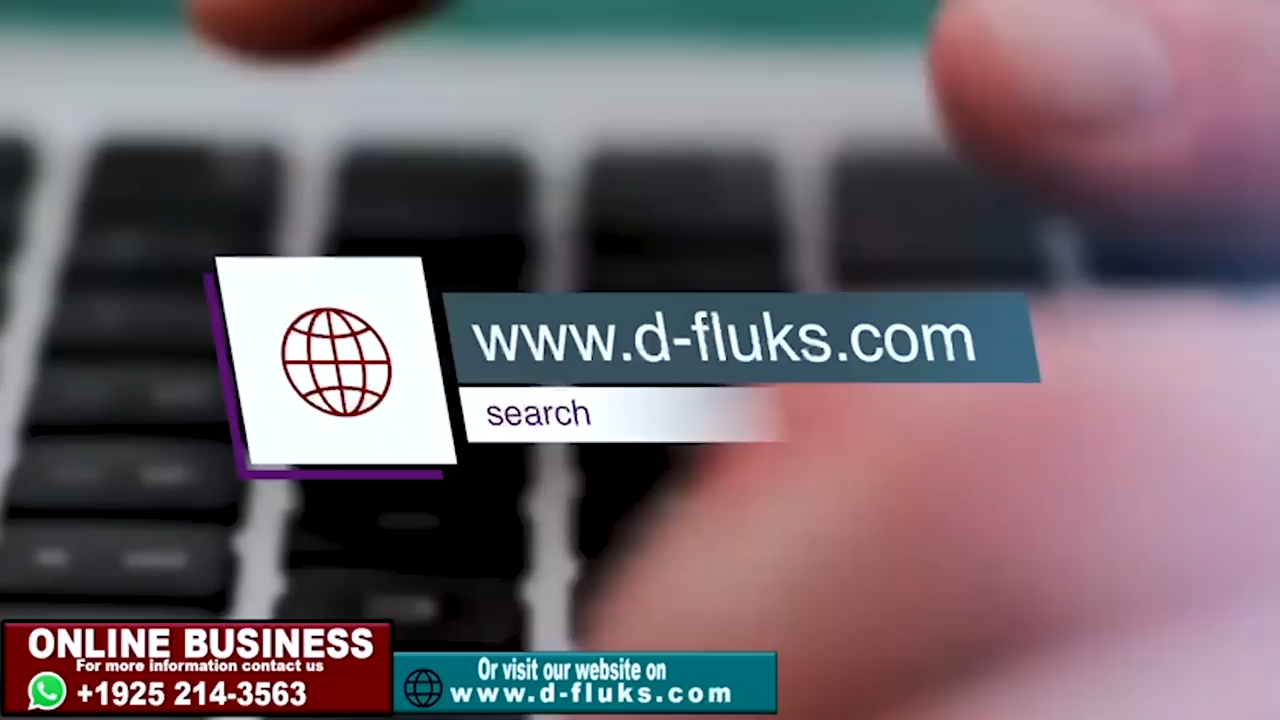 www.d-fluks.com
search
ONLINE BUSINESS
For more information contact us
+1925 214-3563
Or visit our website on
www.d-fluks.com